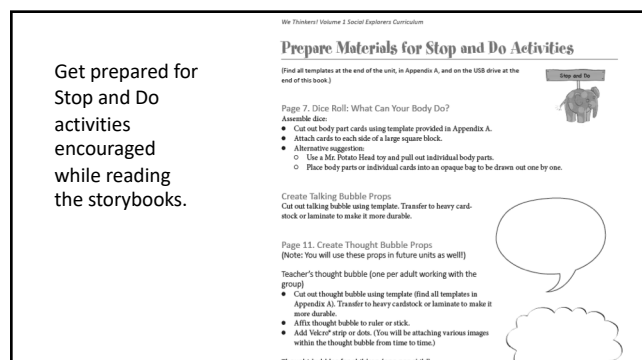 Get prepared for
Stop and Do
activities
encouraged
while reading
the storybooks.
We Thinkers! Volume 1 Social Explorers Curriculum
Prepare Materials for Stop and Do Activities
(Find all templates at the end of the unit, in Appendix A, and on the USB drive at the
end of this book.)
Stop and Do
Page 7. Dice Roll: What Can Your Body Do?
Assemble dice:
● Cut out body part cards using template provided in Appendix A.
● Attach cards to each side of a large square block.
● Alternative suggestion:
○ Use a Mr. Potato Head toy and pull out individual body parts.
○ Place body parts or individual cards into an opaque bag to be drawn out one by one.
Create Talking Bubble Props
Cut out talking bubble using template. Transfer to heavy card-
stock or laminate to make it more durable.
Page 11. Create Thought Bubble Props
(Note: You will use these props in future units as well!)
Teacher's thought bubble (one per adult working with the
group)
● Cut out thought bubble using template (find all templates in
Appendix A). Transfer to heavy cardstock or laminate to make it
more durable.
● Affix thought bubble to ruler or stick.
● Add Velcro® strip or dots. (You will be attaching various images
within the thought bubble from time to time.)